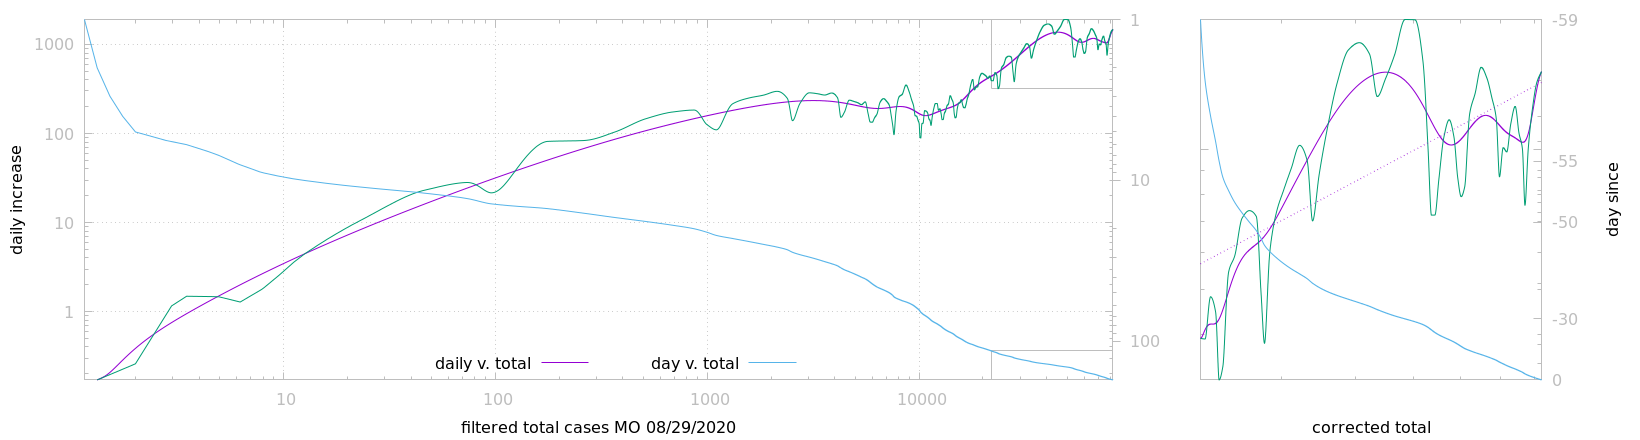 1000
100
10
1
daily increase
1
10
100
daily v. total
day v. total
10
100
1000
10000
filtered total cases MO 08/29/2020
-59
-55
-50
-30
0
day since
corrected total